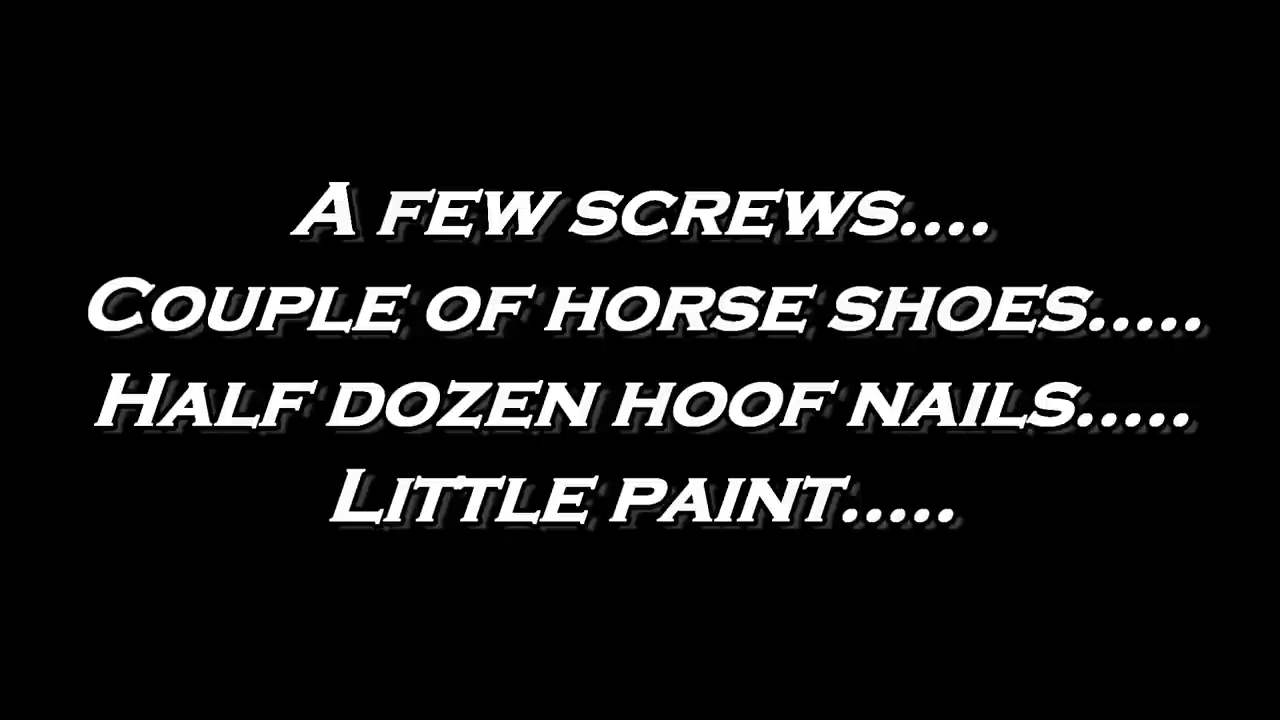 A FEW SCREWS....
COUPLE OF HORSE SHOES.....
HALF DOZEN HOOF NAILS.....
LITTLE PAINT.....